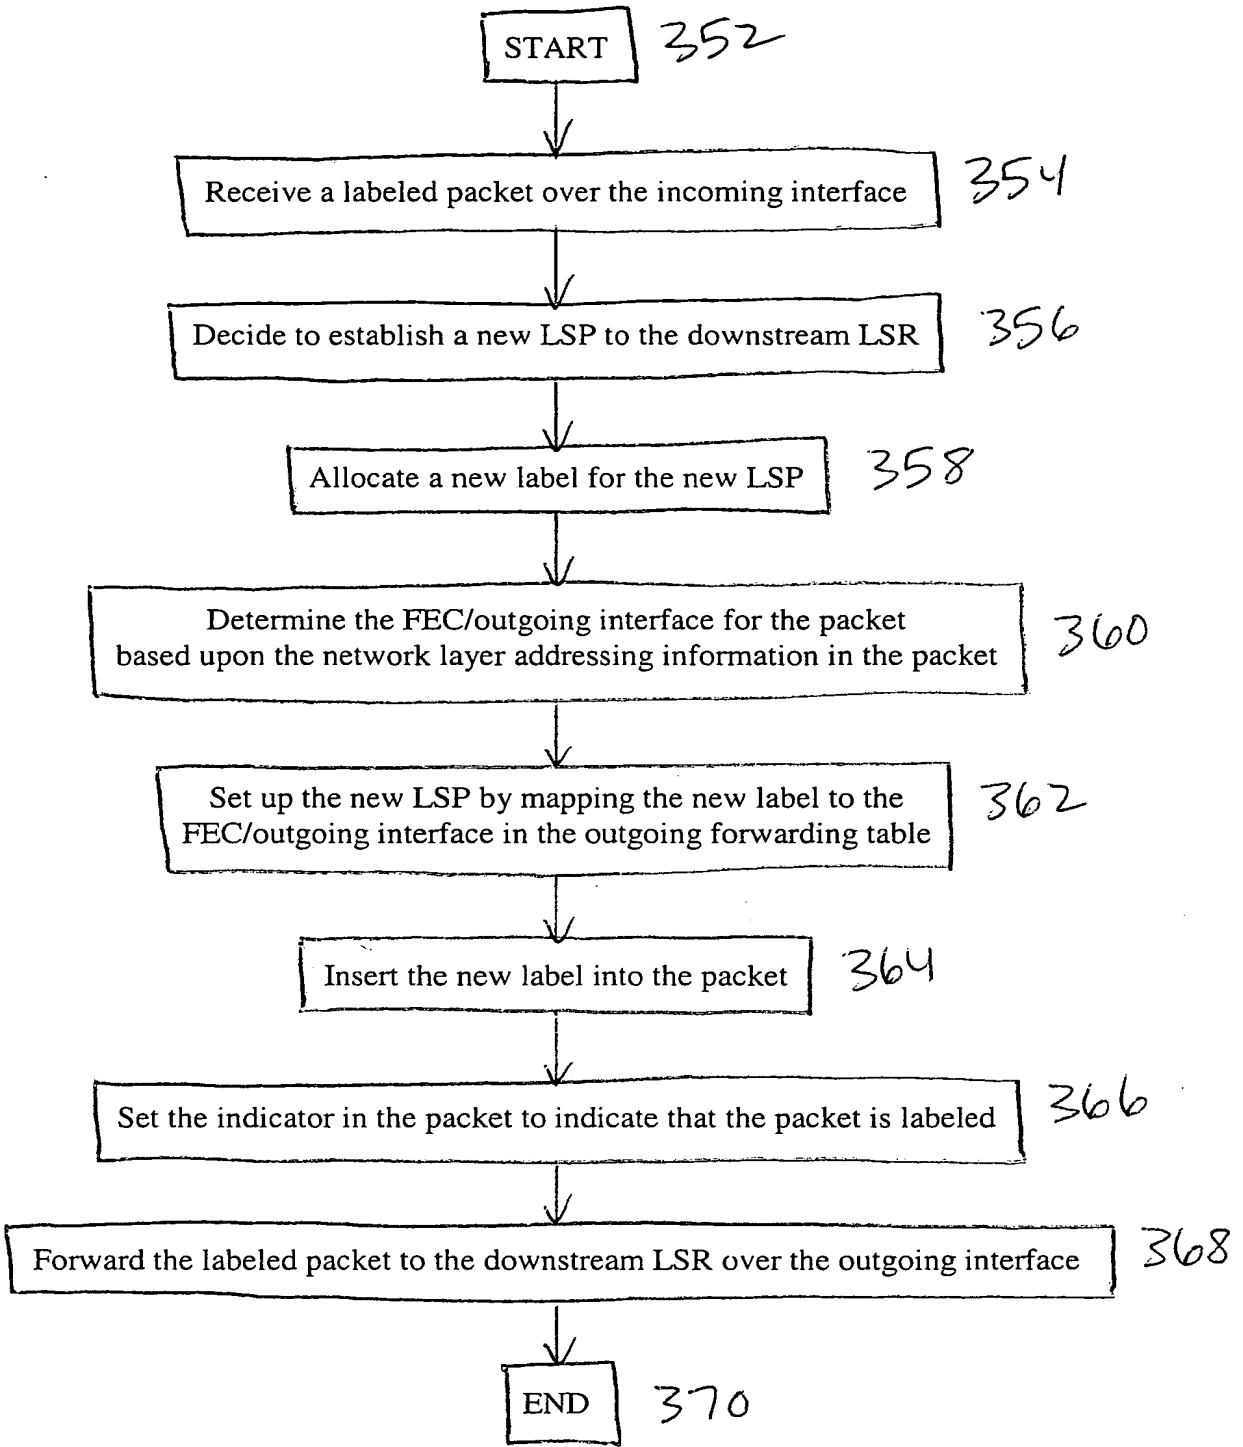 START 352
Receive a labeled packet over the incoming interface 354
Decide to establish a new LSP to the downstream LSR 356
Allocate a new label for the new LSP 358
Determine the FEC/outgoing interface for the packet
based upon the network layer addressing information in the packet 360
Set up the new LSP by mapping the new label to the 362
FEC/outgoing interface in the outgoing forwarding table
Insert the new label into the packet 364
Set the indicator in the packet to indicate that the packet is labeled 366
Forward the labeled packet to the downstream LSR over the outgoing interface 368
END 370